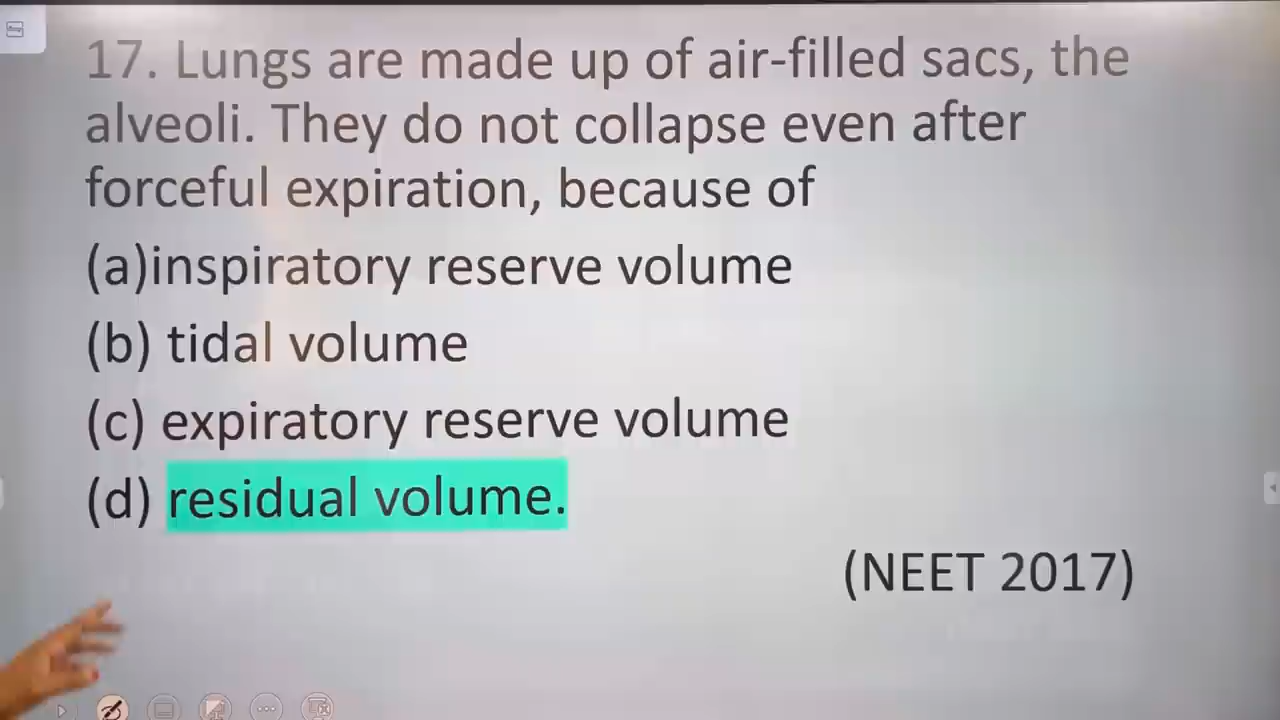 17. Lungs are made up of air-filled sacs, the
alveoli. They do not collapse even after
forceful expiration, because of
(a)inspiratory reserve volume
(b) tidal volume
(c) expiratory reserve volume
(d) residual volume.
(NEET 2017)